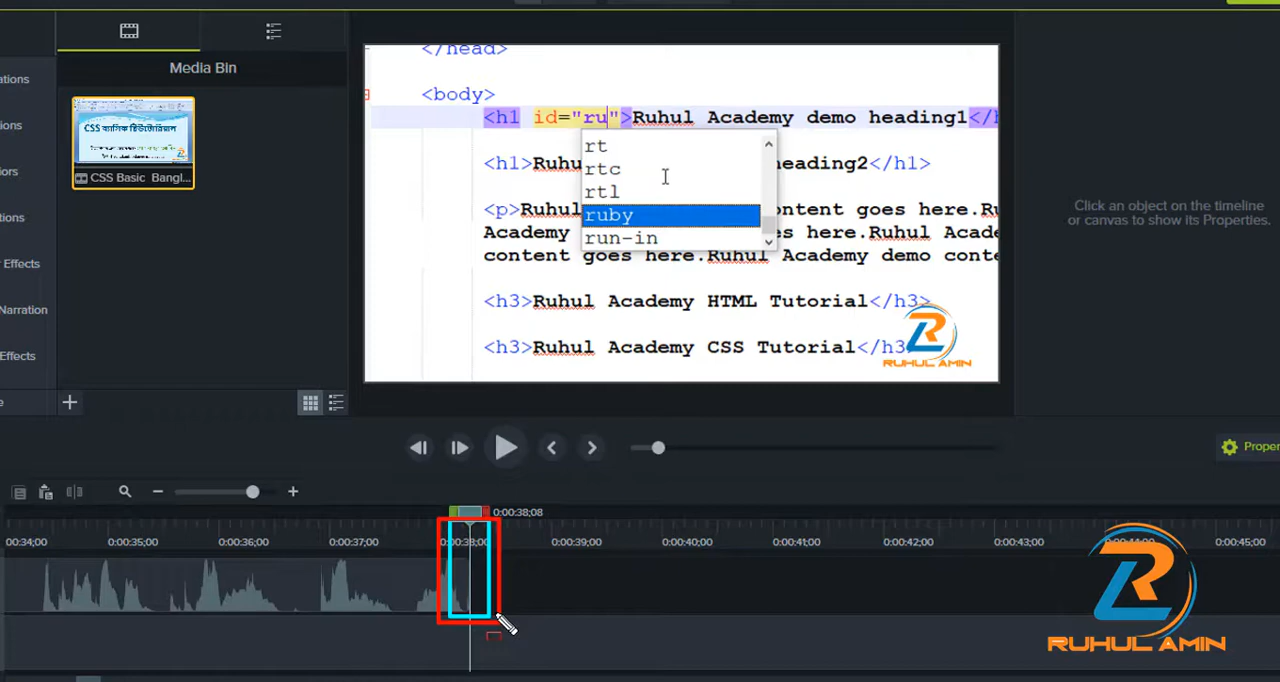 Media Bin
ations
ions
iors
tions
Effects
Narration
Effects
e
CSS ব্যাসিক টিউটোরিয়াল
CSS Basic Bangl...
</head>
<body>
<h1 id="ru">Ruhul Academy demo heading1</h
rt
rtc
rtl
ruby
run-in
<h1>Ruhu
heading2</h1>
<p>Ruhul
ontent goes here.Ru
Academy
s here.Ruhul Acade
content goes here.Ruhul Academy demo conte
<h3>Ruhul Academy HTML Tutorial</h3>
<h3>Ruhul Academy CSS Tutorial</h3
RUHUL AMIN
Click an object on the timeline
or canvas to show its Properties.
Proper
0:00:38;08
00:34;00 0:00:35;00 0:00:36;00 0:00:37;00 0:00:38;00 0:00:39;00 0:00:40;00 0:00:41;00 0:00:42;00 0:00:43;00 0:00:44;00 0:00:45;00
RUHUL AMIN